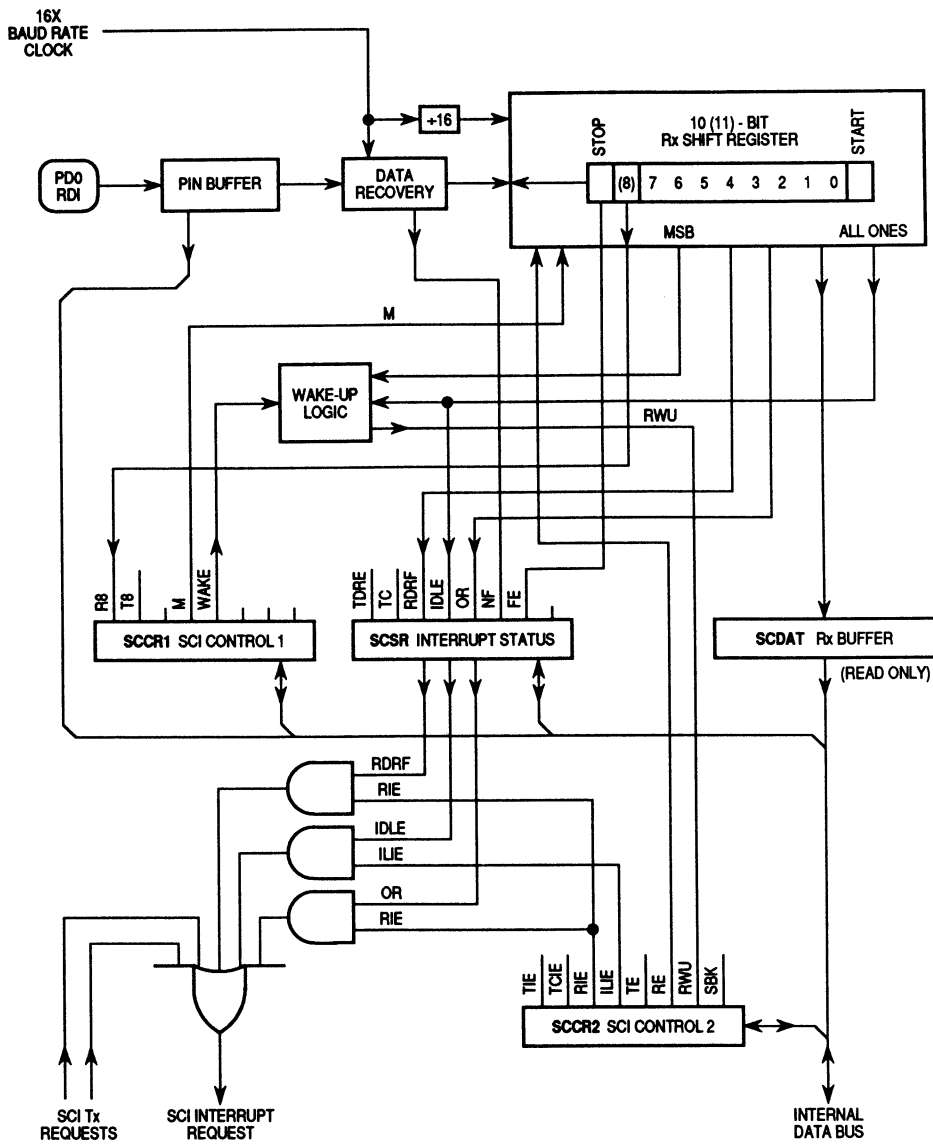 16X
BAUD RATE
CLOCK
÷16
10 (11) - BIT
Rx SHIFT REGISTER
STOP
START
(8) 7 6 5 4 3 2 1 0
PD0
RDI
PIN BUFFER
DATA
RECOVERY
MSB
ALL ONES
M
WAKE-UP
LOGIC
RWU
R8
T8
M
WAKE
TDRE
TC
RDRF
IDLE
OR
NF
FE
SCCR1 SCI CONTROL 1
SCSR INTERRUPT STATUS
SCDAT Rx BUFFER
(READ ONLY)
RDRF
RIE
IDLE
ILIE
OR
RIE
TIE
TCIE
RIE
ILIE
TE
RE
RWU
SBK
SCCR2 SCI CONTROL 2
SCI Tx
REQUESTS
SCI INTERRUPT
REQUEST
INTERNAL
DATA BUS